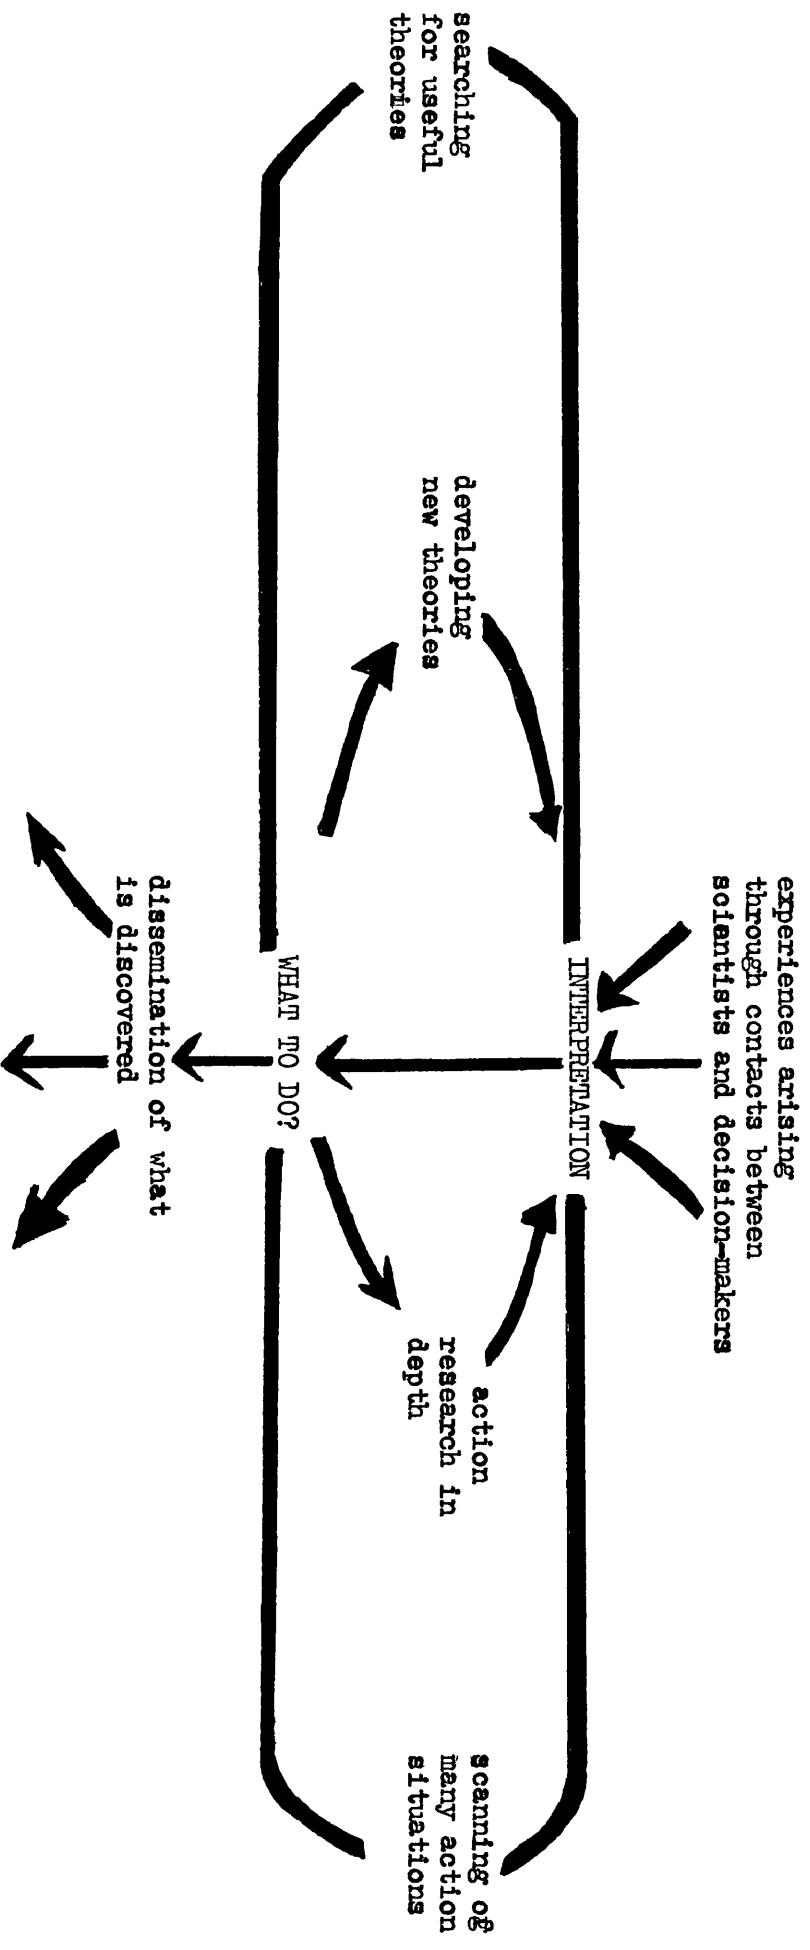 experiences arising
through contacts between
scientists and decision-makers
INTERPRETATION
searching
for useful
theories
developing
new theories
action
research in
depth
scanning of
many action
situations
WHAT TO DO?
dissemination of what
is discovered